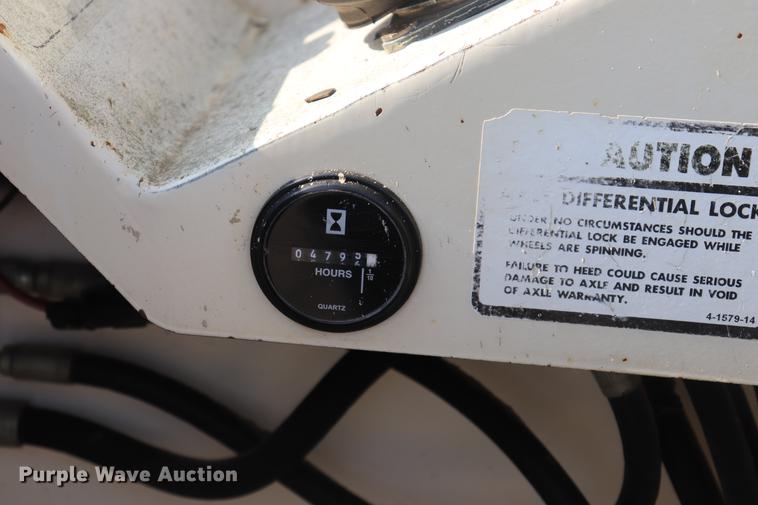 0479
HOURS 1/10
QUARTZ
AUTION
DIFFERENTIAL LOCK
UNDER NO CIRCUMSTANCES SHOULD THE
DIFFERENTIAL LOCK BE ENGAGED WHILE
WHEELS ARE SPINNING.
FAILURE TO HEED COULD CAUSE SERIOUS
DAMAGE TO AXLE AND RESULT IN VOID
OF AXLE WARRANTY.
4-1579-14
Purple Wave Auction